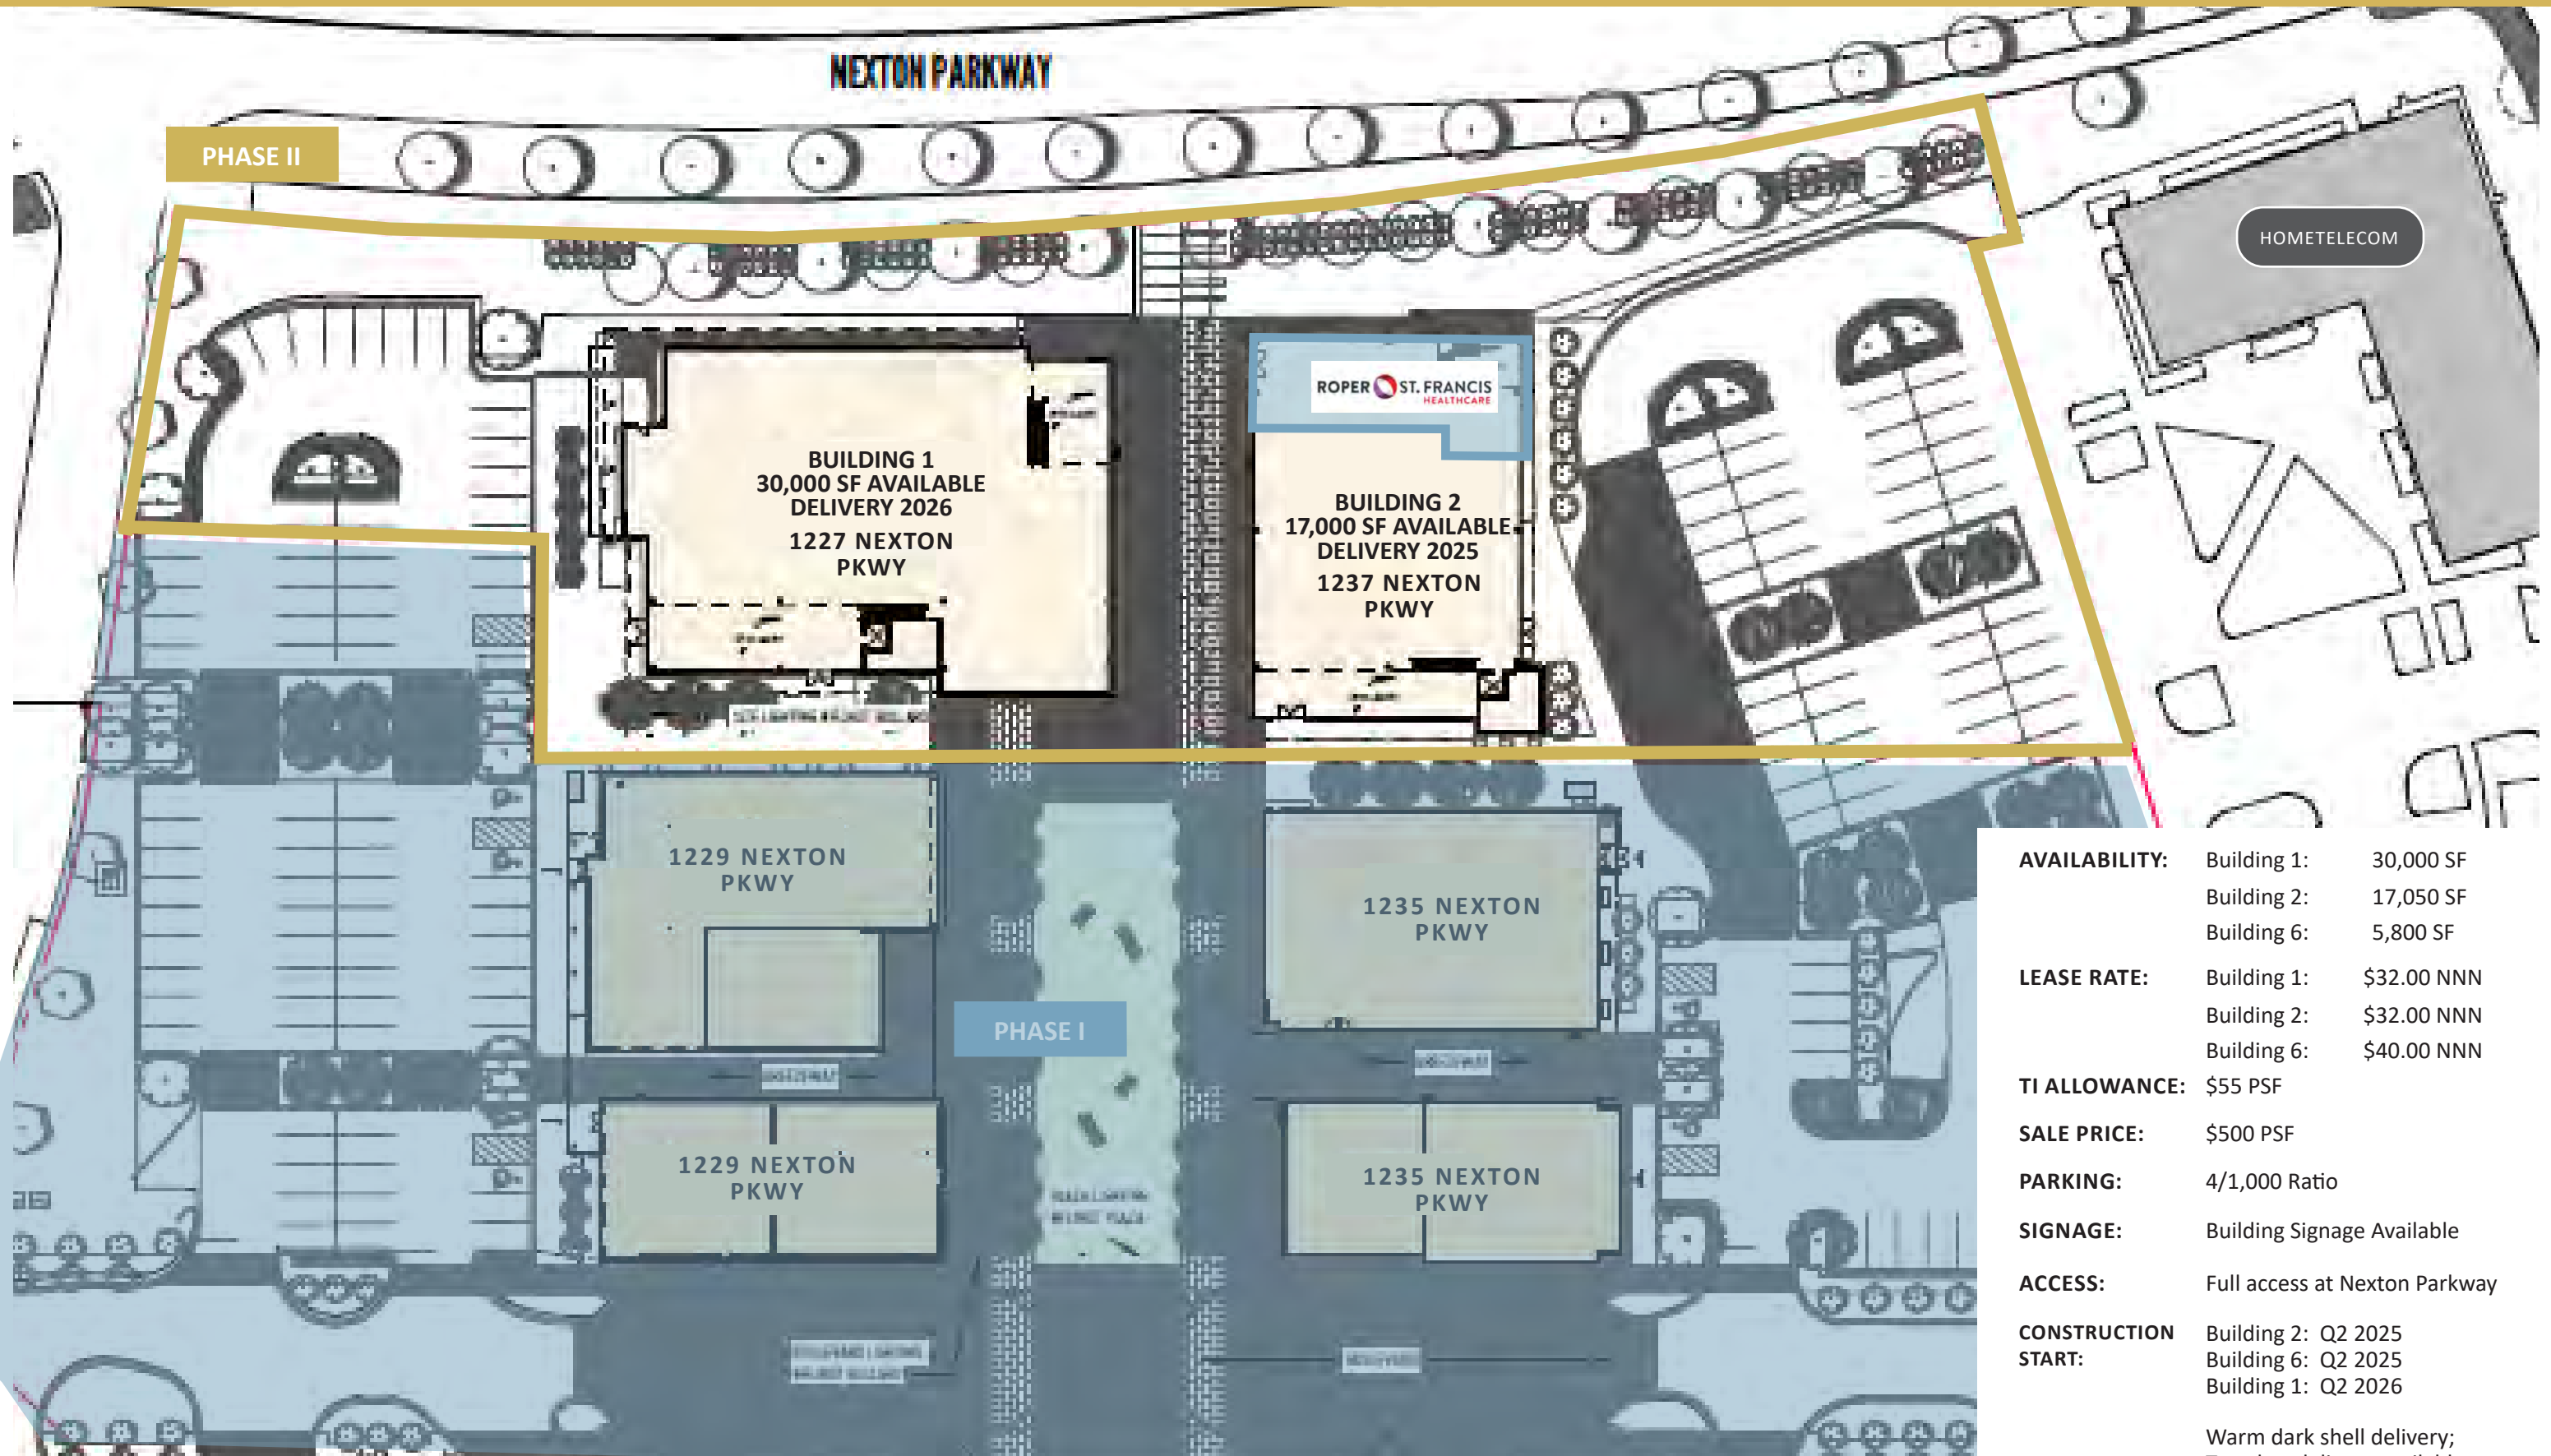 NEXTON PARKWAY
PHASE II
HOMETELECOM
ROPER ST. FRANCIS
HEALTHCARE
BUILDING 1
30,000 SF AVAILABLE
DELIVERY 2026
1227 NEXTON
PKWY
BUILDING 2
17,000 SF AVAILABLE
DELIVERY 2025
1237 NEXTON
PKWY
1229 NEXTON
PKWY
1235 NEXTON
PKWY
PHASE I
1229 NEXTON
PKWY
1235 NEXTON
PKWY
AVAILABILITY: Building 1: 30,000 SF
Building 2: 17,050 SF
Building 6: 5,800 SF
LEASE RATE: Building 1: $32.00 NNN
Building 2: $32.00 NNN
Building 6: $40.00 NNN
TI ALLOWANCE: $55 PSF
SALE PRICE: $500 PSF
PARKING: 4/1,000 Ratio
SIGNAGE: Building Signage Available
ACCESS: Full access at Nexton Parkway
CONSTRUCTION START: Building 2: Q2 2025
Building 6: Q2 2025
Building 1: Q2 2026
Warm dark shell delivery;